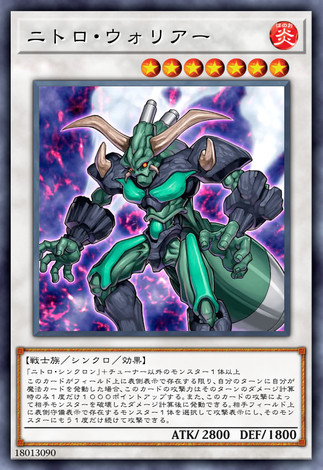 ニトロ・ウォリアー
炎
【戦士族／シンクロ／効果】
「ニトロ・シンクロン」＋チューナー以外のモンスター１体以上
このカードがフィールド上に表側表示で存在する限り、自分のターンに自分が
魔法カードを発動した場合、このカードの攻撃力はそのターンのダメージ計算
時のみ１度だけ１０００ポイントアップする。また、このカードの攻撃によっ
て相手モンスターを破壊したダメージ計算後に発動できる。相手フィールド上
に表側守備表示で存在するモンスター１体を選択して攻撃表示にし、そのモン
スターにもう１度だけ続けて攻撃できる。
ATK/ 2800 DEF/1800
18013090